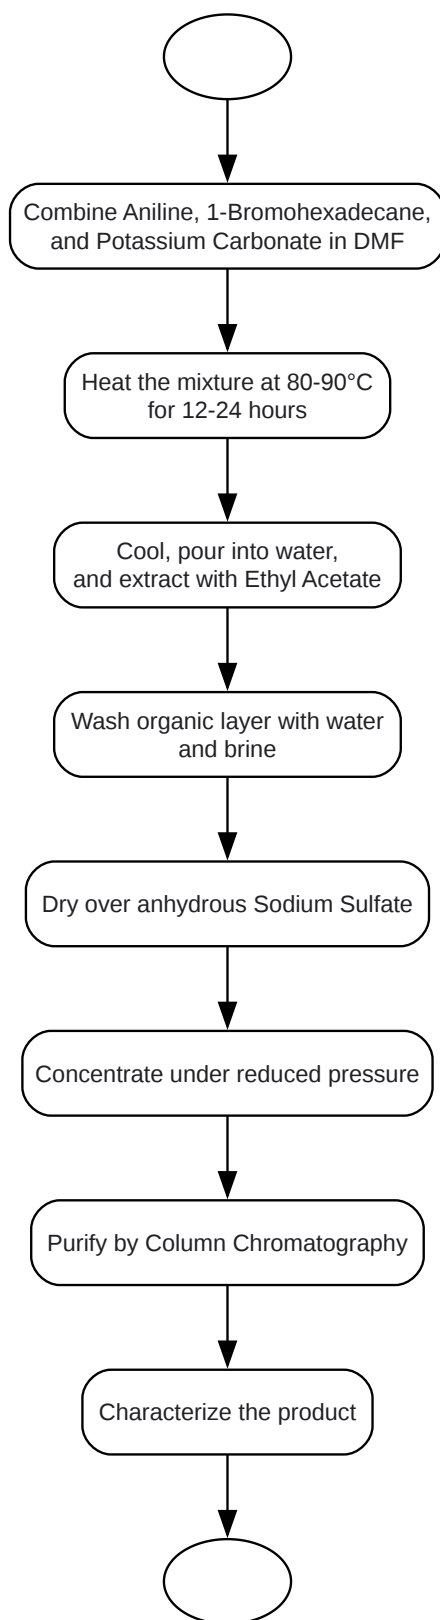 Combine Aniline, 1-Bromohexadecane,
and Potassium Carbonate in DMF
Heat the mixture at 80-90°C
for 12-24 hours
Cool, pour into water,
and extract with Ethyl Acetate
Wash organic layer with water
and brine
Dry over anhydrous Sodium Sulfate
Concentrate under reduced pressure
Purify by Column Chromatography
Characterize the product